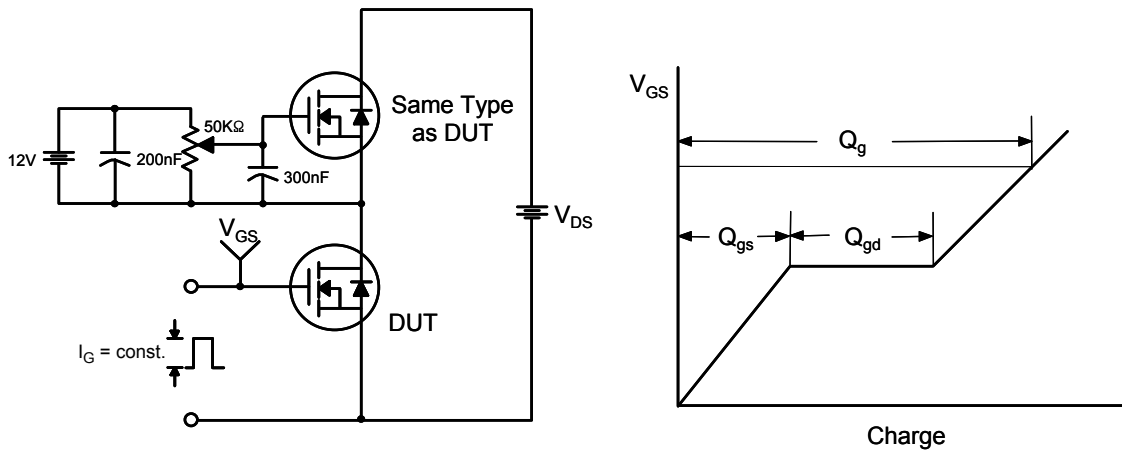 Same Type
as DUT
50KΩ
12V
200nF
300nF
V_GS
V_DS
DUT
I_G = const.
V_GS
Q_g
Q_gs
Q_gd
Charge